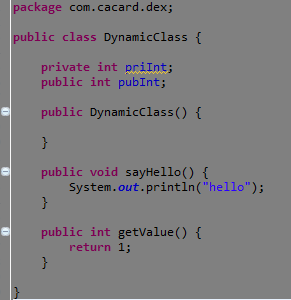 package com.cacard.dex;
public class DynamicClass {
private int priInt;
public int pubInt;
public DynamicClass() {
}
public void sayHello() {
System.out.println("hello");
}
public int getValue() {
return 1;
}
}